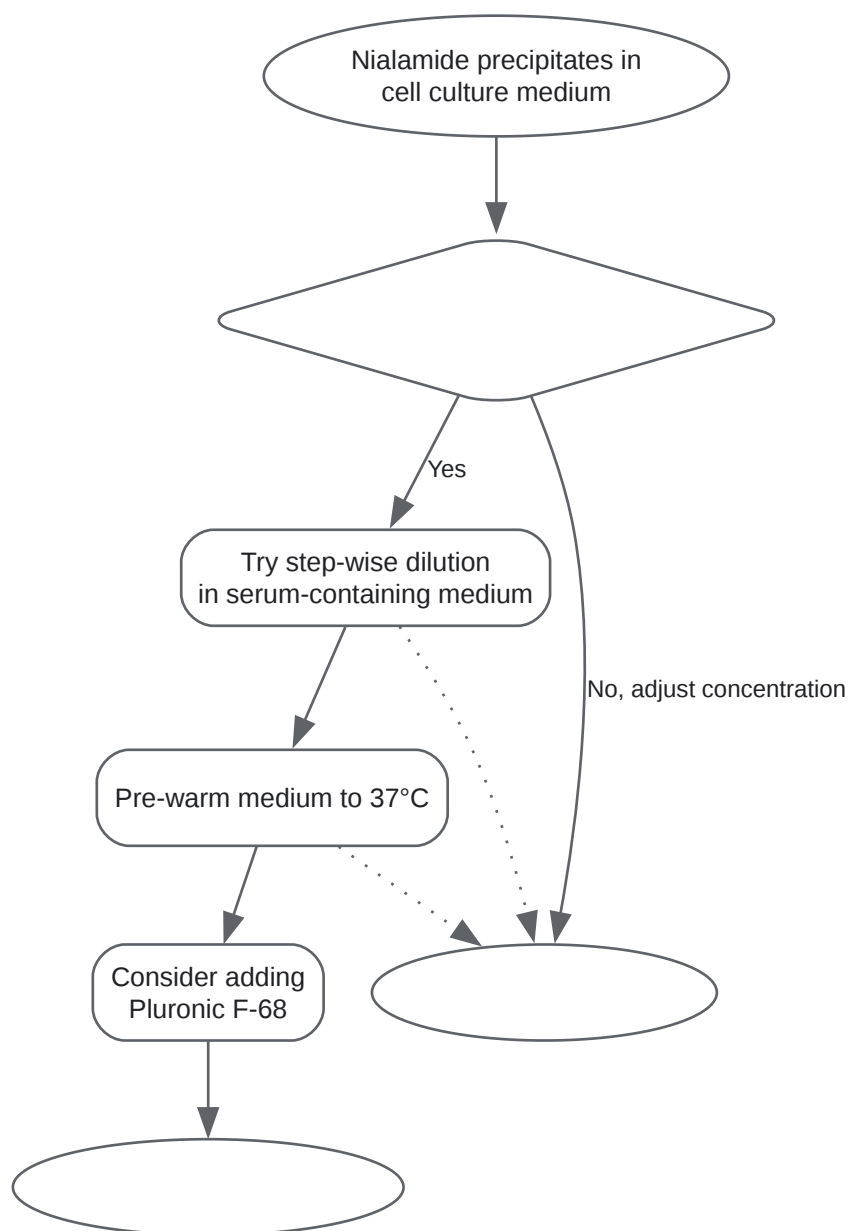 Nialamide precipitates in
cell culture medium
Yes
Try step-wise dilution
in serum-containing medium
No, adjust concentration
Pre-warm medium to 37°C
Consider adding
Pluronic F-68